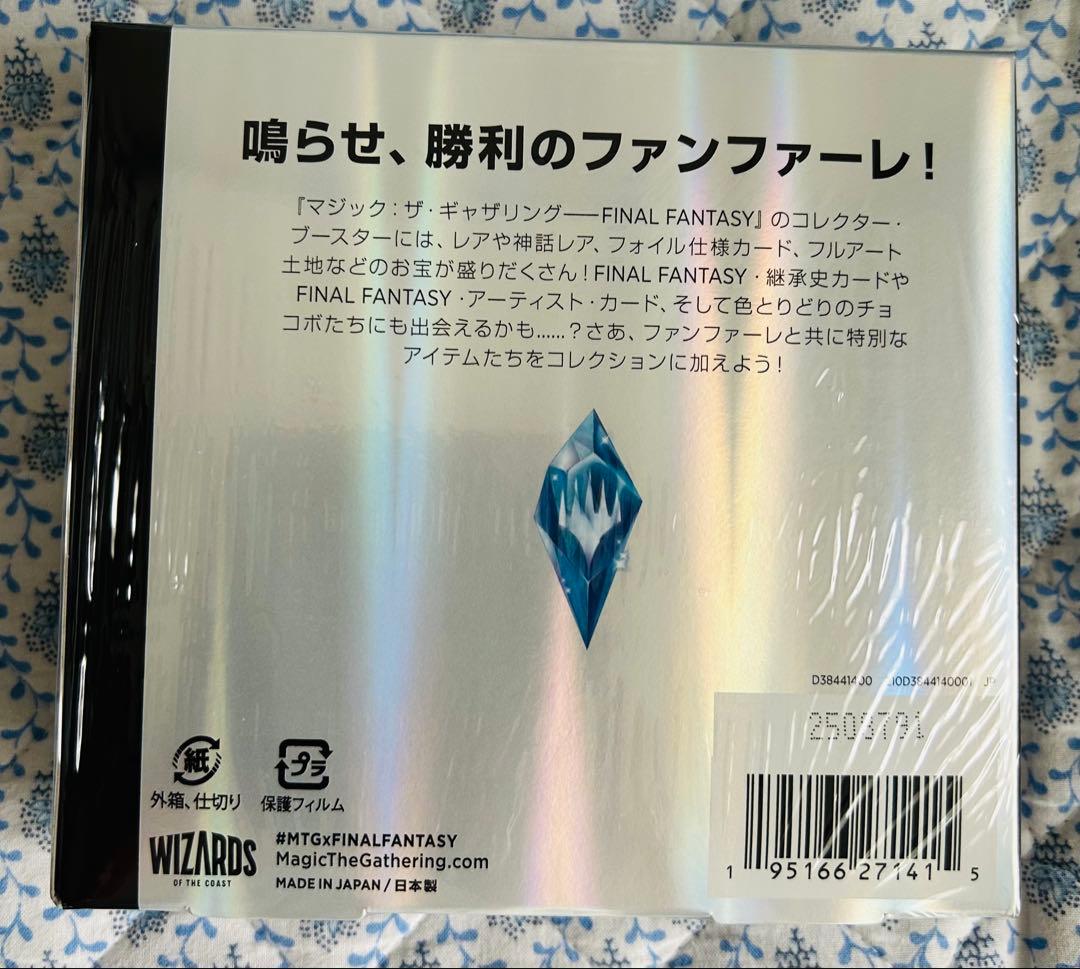 鳴らせ、勝利のファンファーレ!
『マジック:ザ・ギャザリング——FINAL FANTASY』のコレクター・
ブースターには、レアや神話レア、フォイル仕様カード、フルアート
土地などのお宝が盛りだくさん!FINAL FANTASY・継承史カードや
FINAL FANTASY・アーティスト・カード、そして色とりどりのチョ
コボたちにも出会えるかも……?さあ、ファンファーレと共に特別な
アイテムたちをコレクションに加えよう!
D38441400 210D3844140001 JP
2503791
紙
プラ
外箱、仕切り
保護フィルム
WIZARDS
OF THE COAST
#MTGxFINALFANTASY
MagicTheGathering.com
MADE IN JAPAN / 日本製
1 95166 27141 5